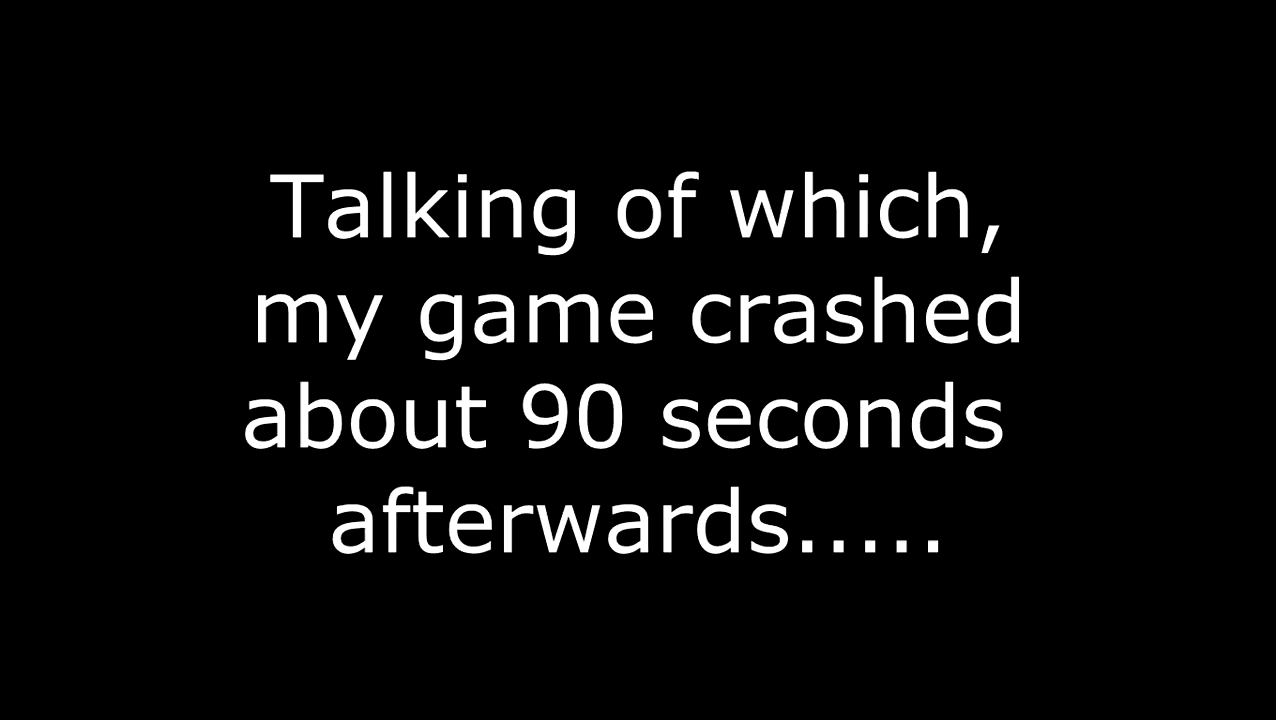 Talking of which,
my game crashed
about 90 seconds
afterwards.....